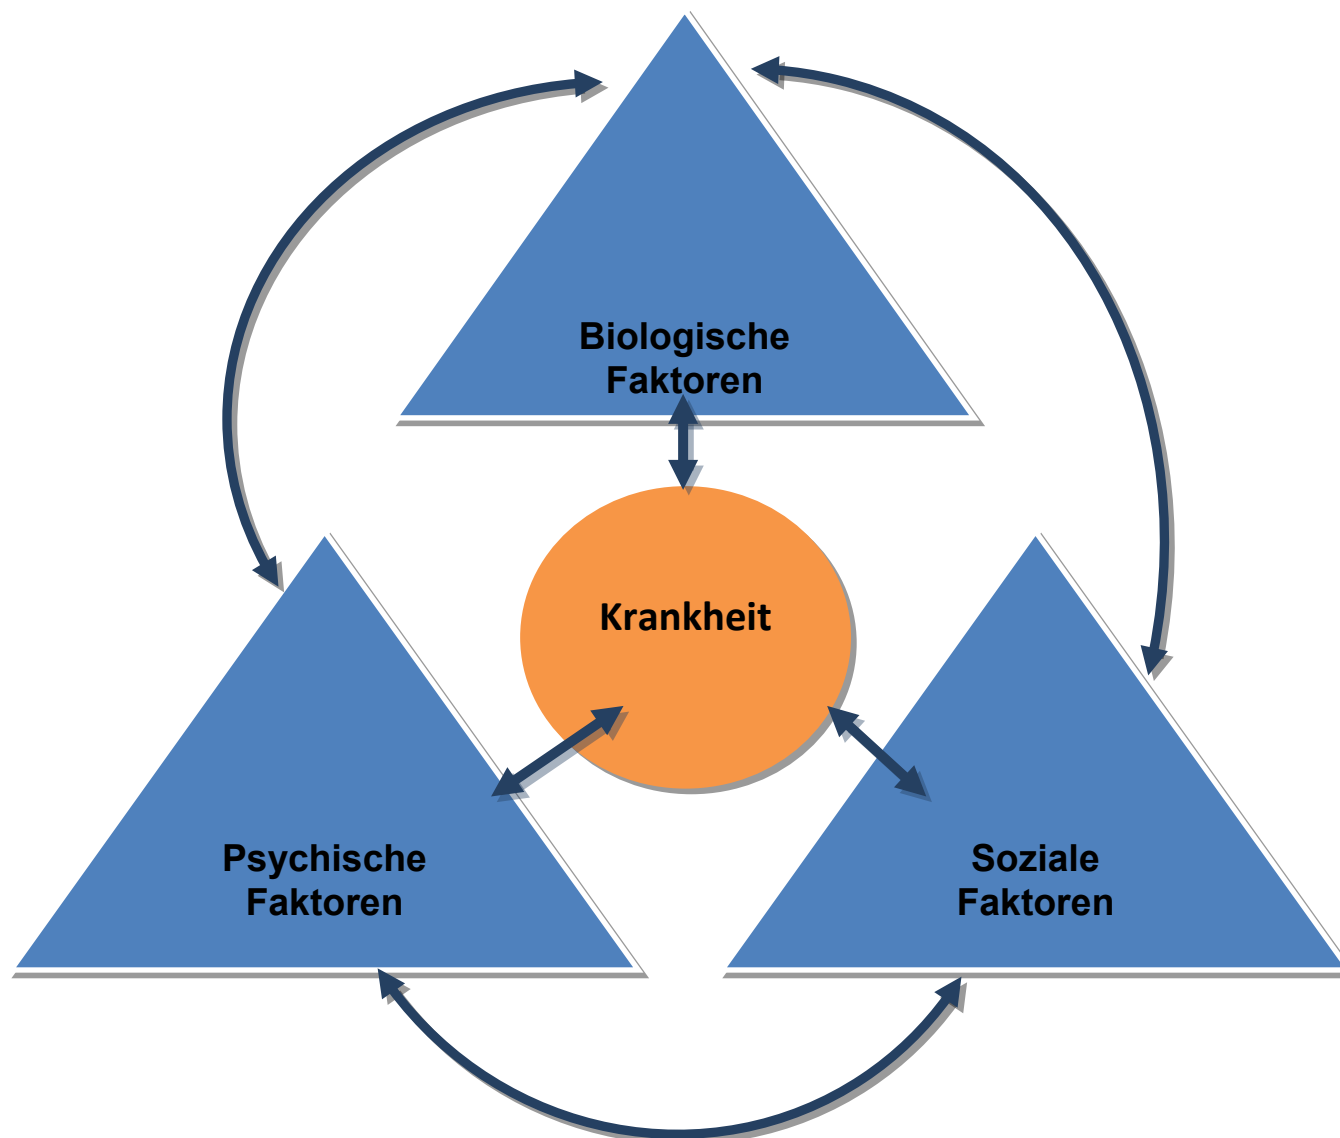 Biologische
Faktoren
Krankheit
Psychische
Faktoren
Soziale
Faktoren